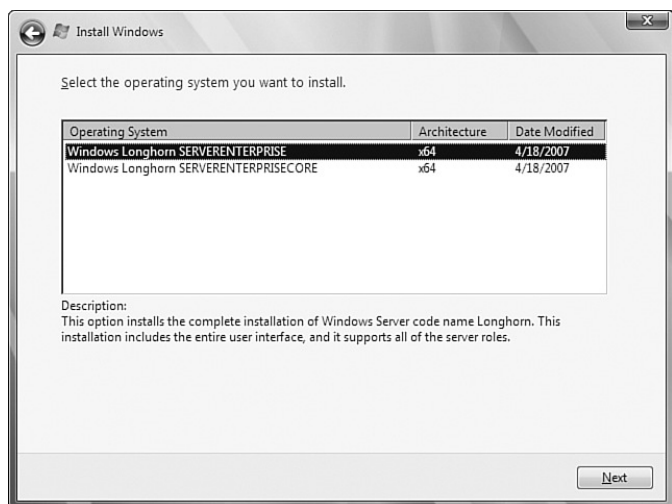 Install Windows
Select the operating system you want to install.
Operating System Architecture Date Modified
Windows Longhorn SERVERENTERPRISE x64 4/18/2007
Windows Longhorn SERVERENTERPRISECORE x64 4/18/2007
Description:
This option installs the complete installation of Windows Server code name Longhorn. This
installation includes the entire user interface, and it supports all of the server roles.
Next